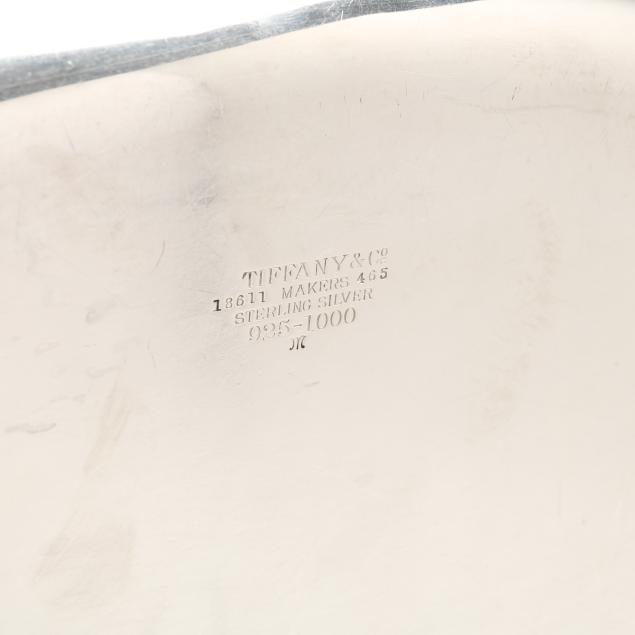 TIFFANY & Co
18611 MAKERS 465
STERLING SILVER
925-1000
M